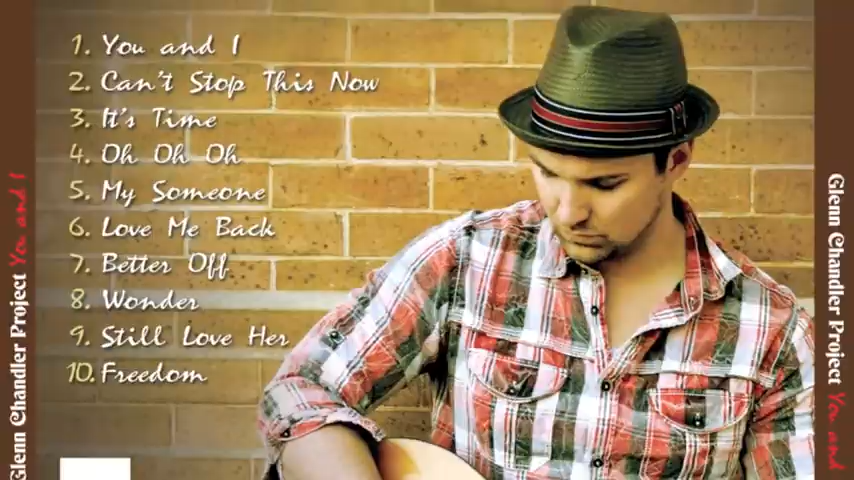 1. You and I
2. Can't Stop This Now
3. It's Time
4. Oh Oh Oh
5. My Someone
6. Love Me Back
7. Better Off
8. Wonder
9. Still Love Her
10. Freedom
Glenn Chandler Project You and I
Glenn Chandler Project You and